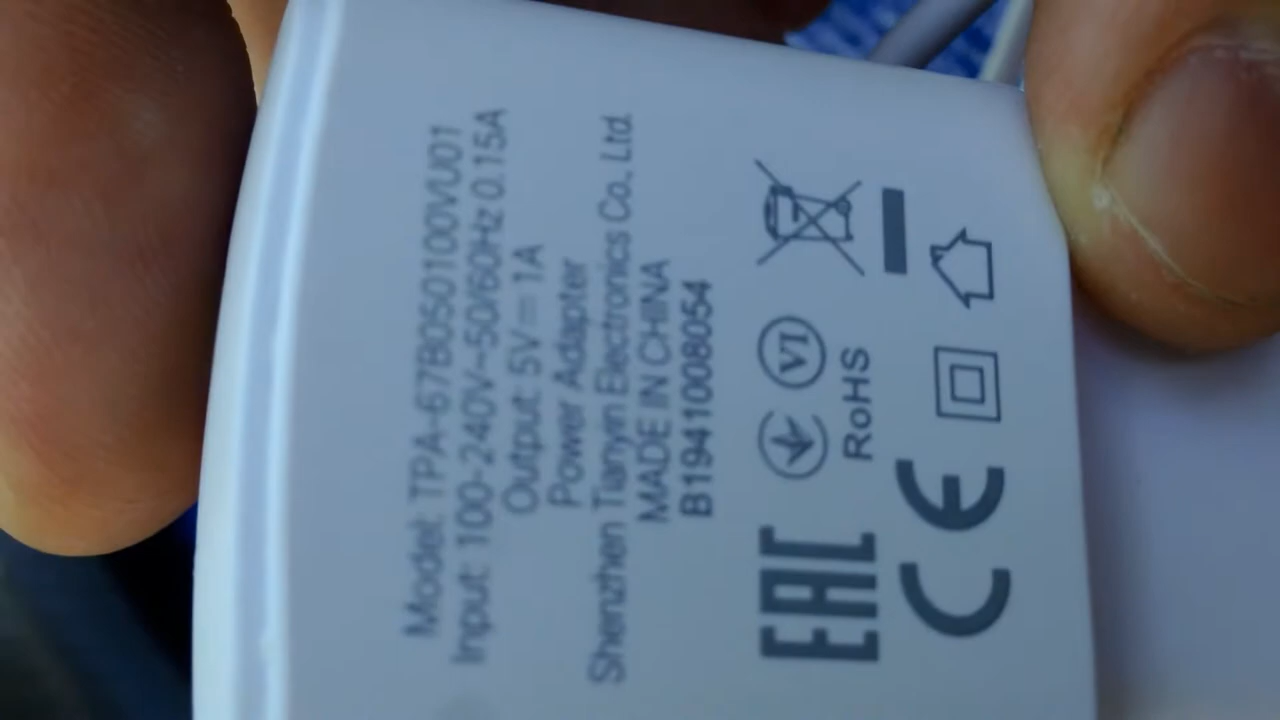 Model: TPA-67B050100VU01
Input: 100-240V~50/60Hz 0.15A
Output: 5V⎓1A
Power Adapter
Shenzhen Tianyin Electronics Co., Ltd.
MADE IN CHINA
B1941008054
EAC VI
RoHS
CE